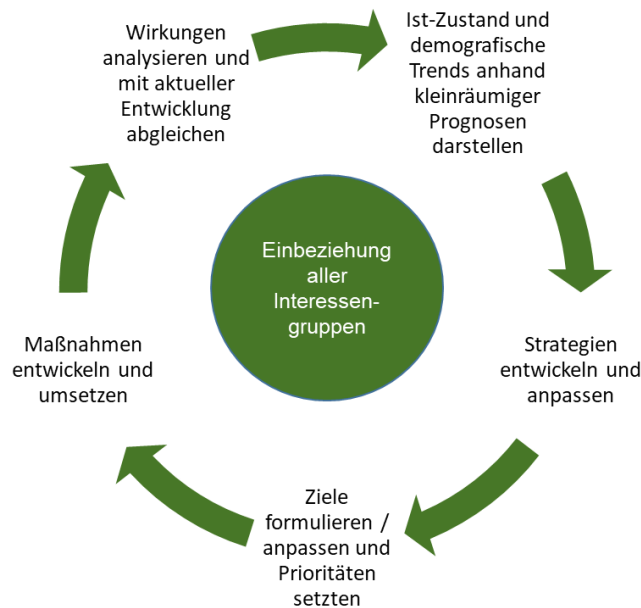 Wirkungen
analysieren und
mit aktueller
Entwicklung
abgleichen
Ist-Zustand und
demografische
Trends anhand
kleinräumiger
Prognosen
darstellen
Einbeziehung
aller
Interessen-
gruppen
Strategien
entwickeln und
anpassen
Ziele
formulieren /
anpassen und
Prioritäten
setzten
Maßnahmen
entwickeln und
umsetzen